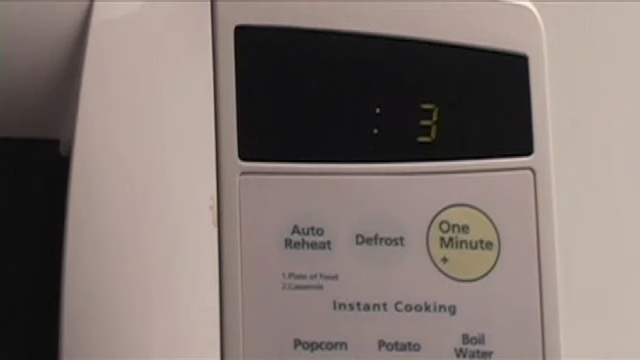 : 3
Auto Reheat
Defrost
One Minute +
1.Plate of Food
2.Casserole
Instant Cooking
Popcorn
Potato
Boil Water